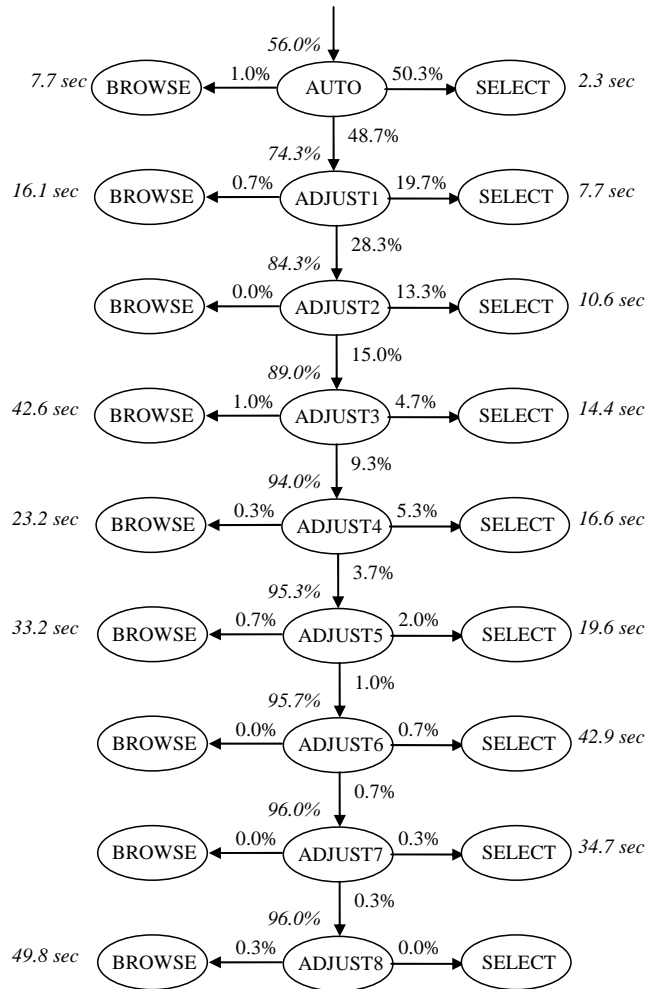 56.0%
7.7 sec BROWSE 1.0% AUTO 50.3% SELECT 2.3 sec
48.7%
74.3%
16.1 sec BROWSE 0.7% ADJUST1 19.7% SELECT 7.7 sec
28.3%
84.3%
BROWSE 0.0% ADJUST2 13.3% SELECT 10.6 sec
15.0%
89.0%
42.6 sec BROWSE 1.0% ADJUST3 4.7% SELECT 14.4 sec
9.3%
94.0%
23.2 sec BROWSE 0.3% ADJUST4 5.3% SELECT 16.6 sec
3.7%
95.3%
33.2 sec BROWSE 0.7% ADJUST5 2.0% SELECT 19.6 sec
1.0%
95.7%
BROWSE 0.0% ADJUST6 0.7% SELECT 42.9 sec
0.7%
96.0%
BROWSE 0.0% ADJUST7 0.3% SELECT 34.7 sec
0.3%
96.0%
49.8 sec BROWSE 0.3% ADJUST8 0.0% SELECT